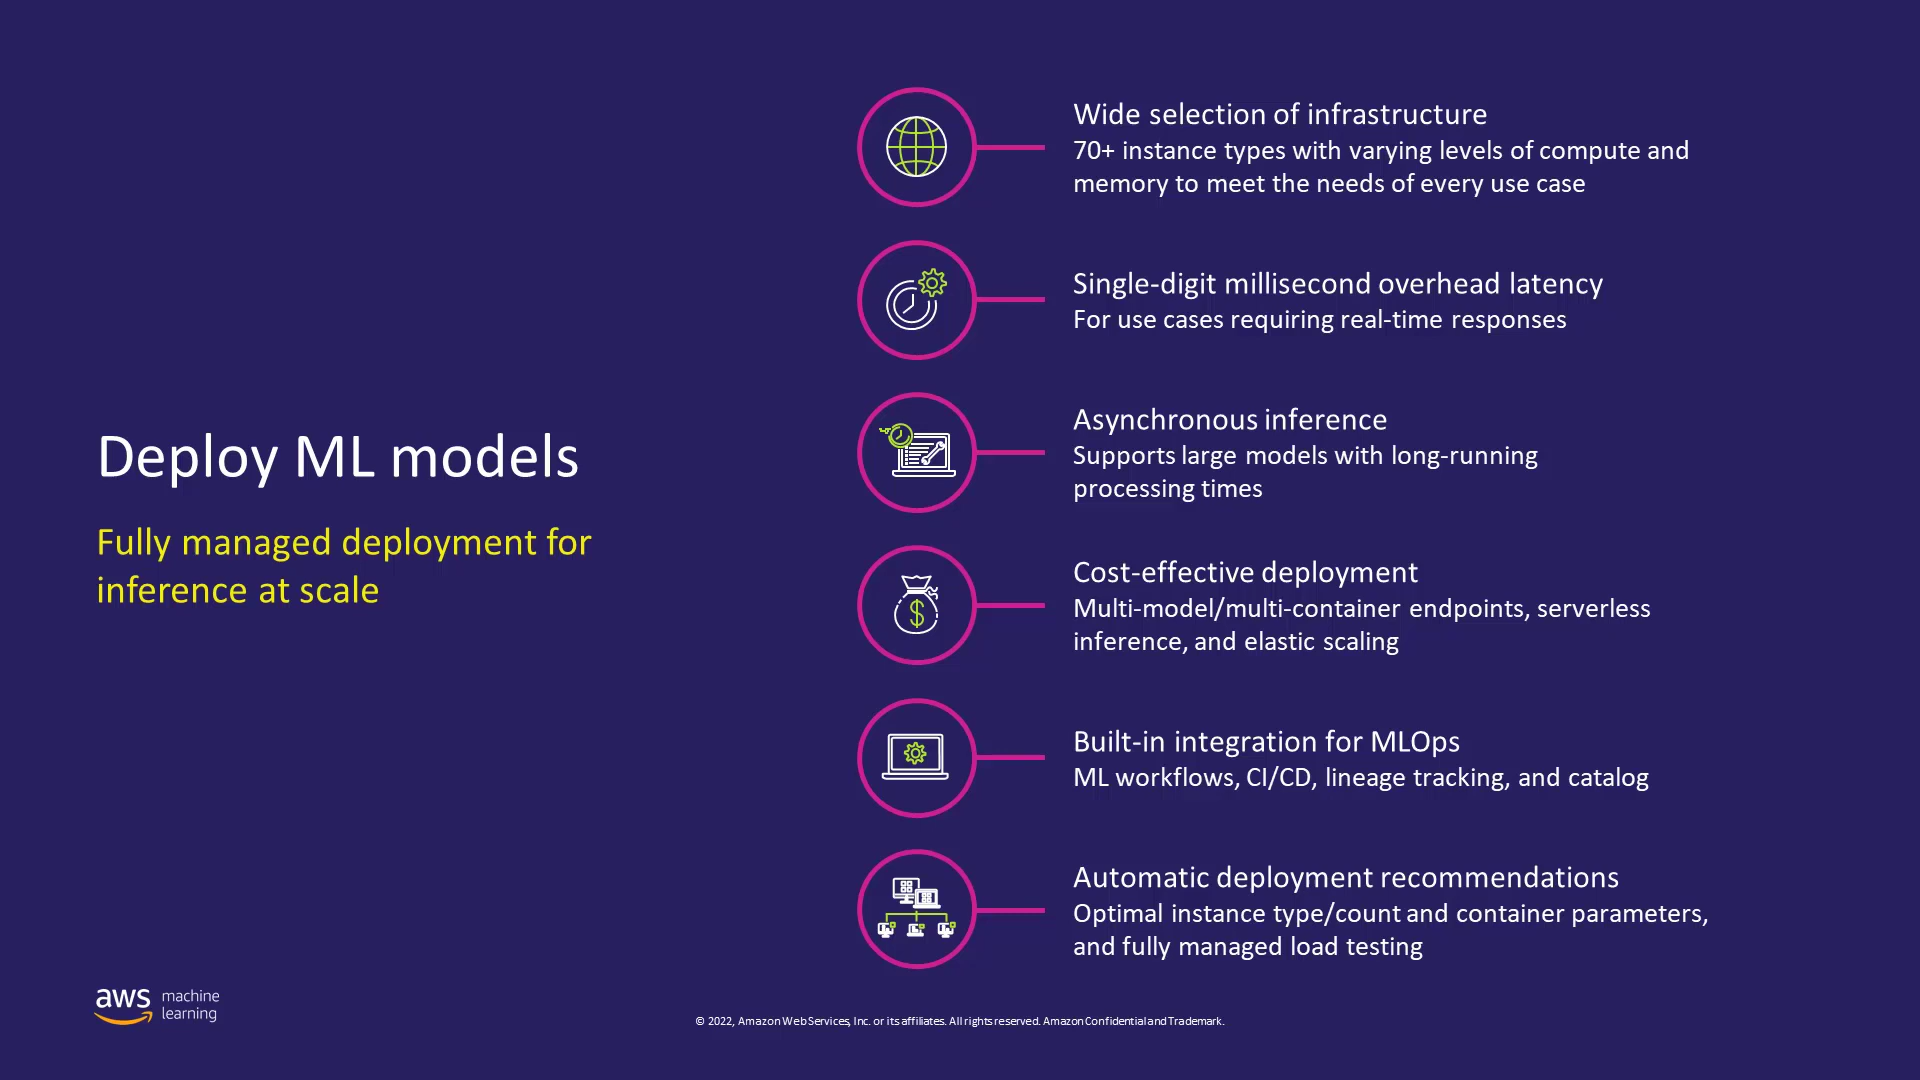 Deploy ML models
Fully managed deployment for
inference at scale
Wide selection of infrastructure
70+ instance types with varying levels of compute and
memory to meet the needs of every use case
Single-digit millisecond overhead latency
For use cases requiring real-time responses
Asynchronous inference
Supports large models with long-running
processing times
Cost-effective deployment
Multi-model/multi-container endpoints, serverless
inference, and elastic scaling
$
Built-in integration for MLOps
ML workflows, CI/CD, lineage tracking, and catalog
Automatic deployment recommendations
Optimal instance type/count and container parameters,
and fully managed load testing
aws machine
learning
© 2022, Amazon Web Services, Inc. or its affiliates. All rights reserved. Amazon Confidential and Trademark.